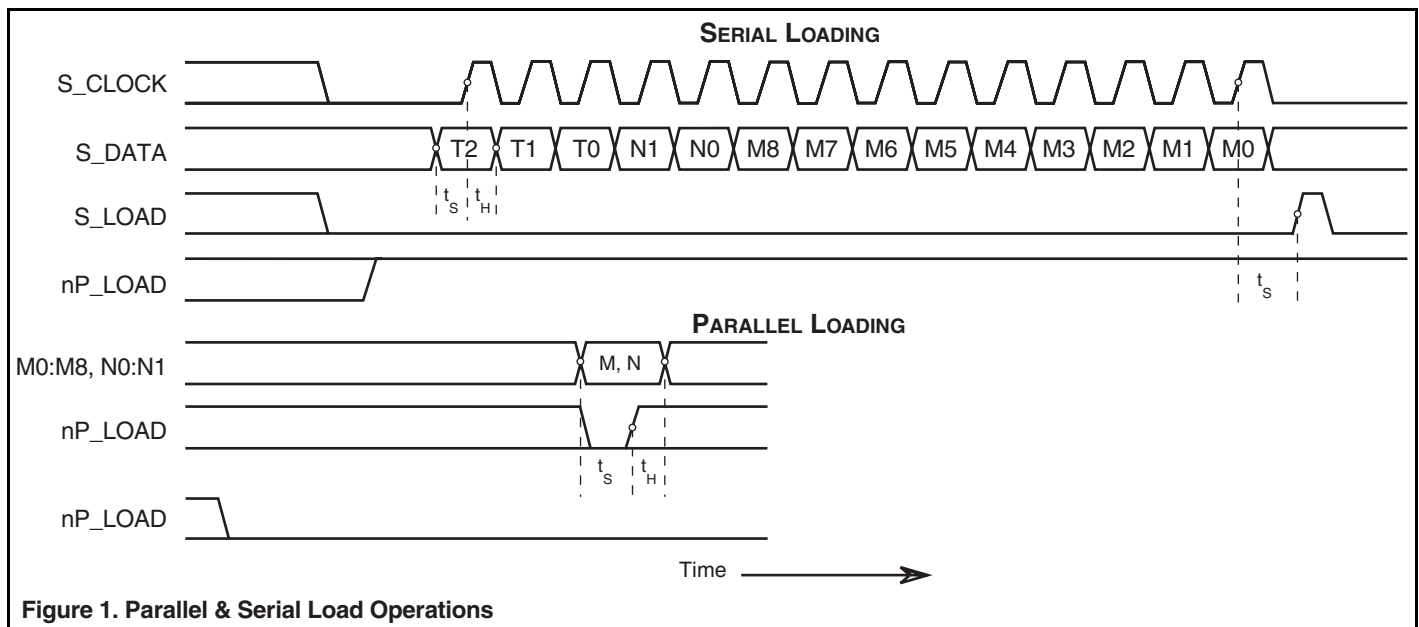 SERIAL LOADING
S_CLOCK
S_DATA
T2 T1 T0 N1 N0 M8 M7 M6 M5 M4 M3 M2 M1 M0
tS tH
S_LOAD
nP_LOAD
tS
PARALLEL LOADING
M0:M8, N0:N1
M, N
nP_LOAD
tS tH
nP_LOAD
Time
Figure 1. Parallel & Serial Load Operations